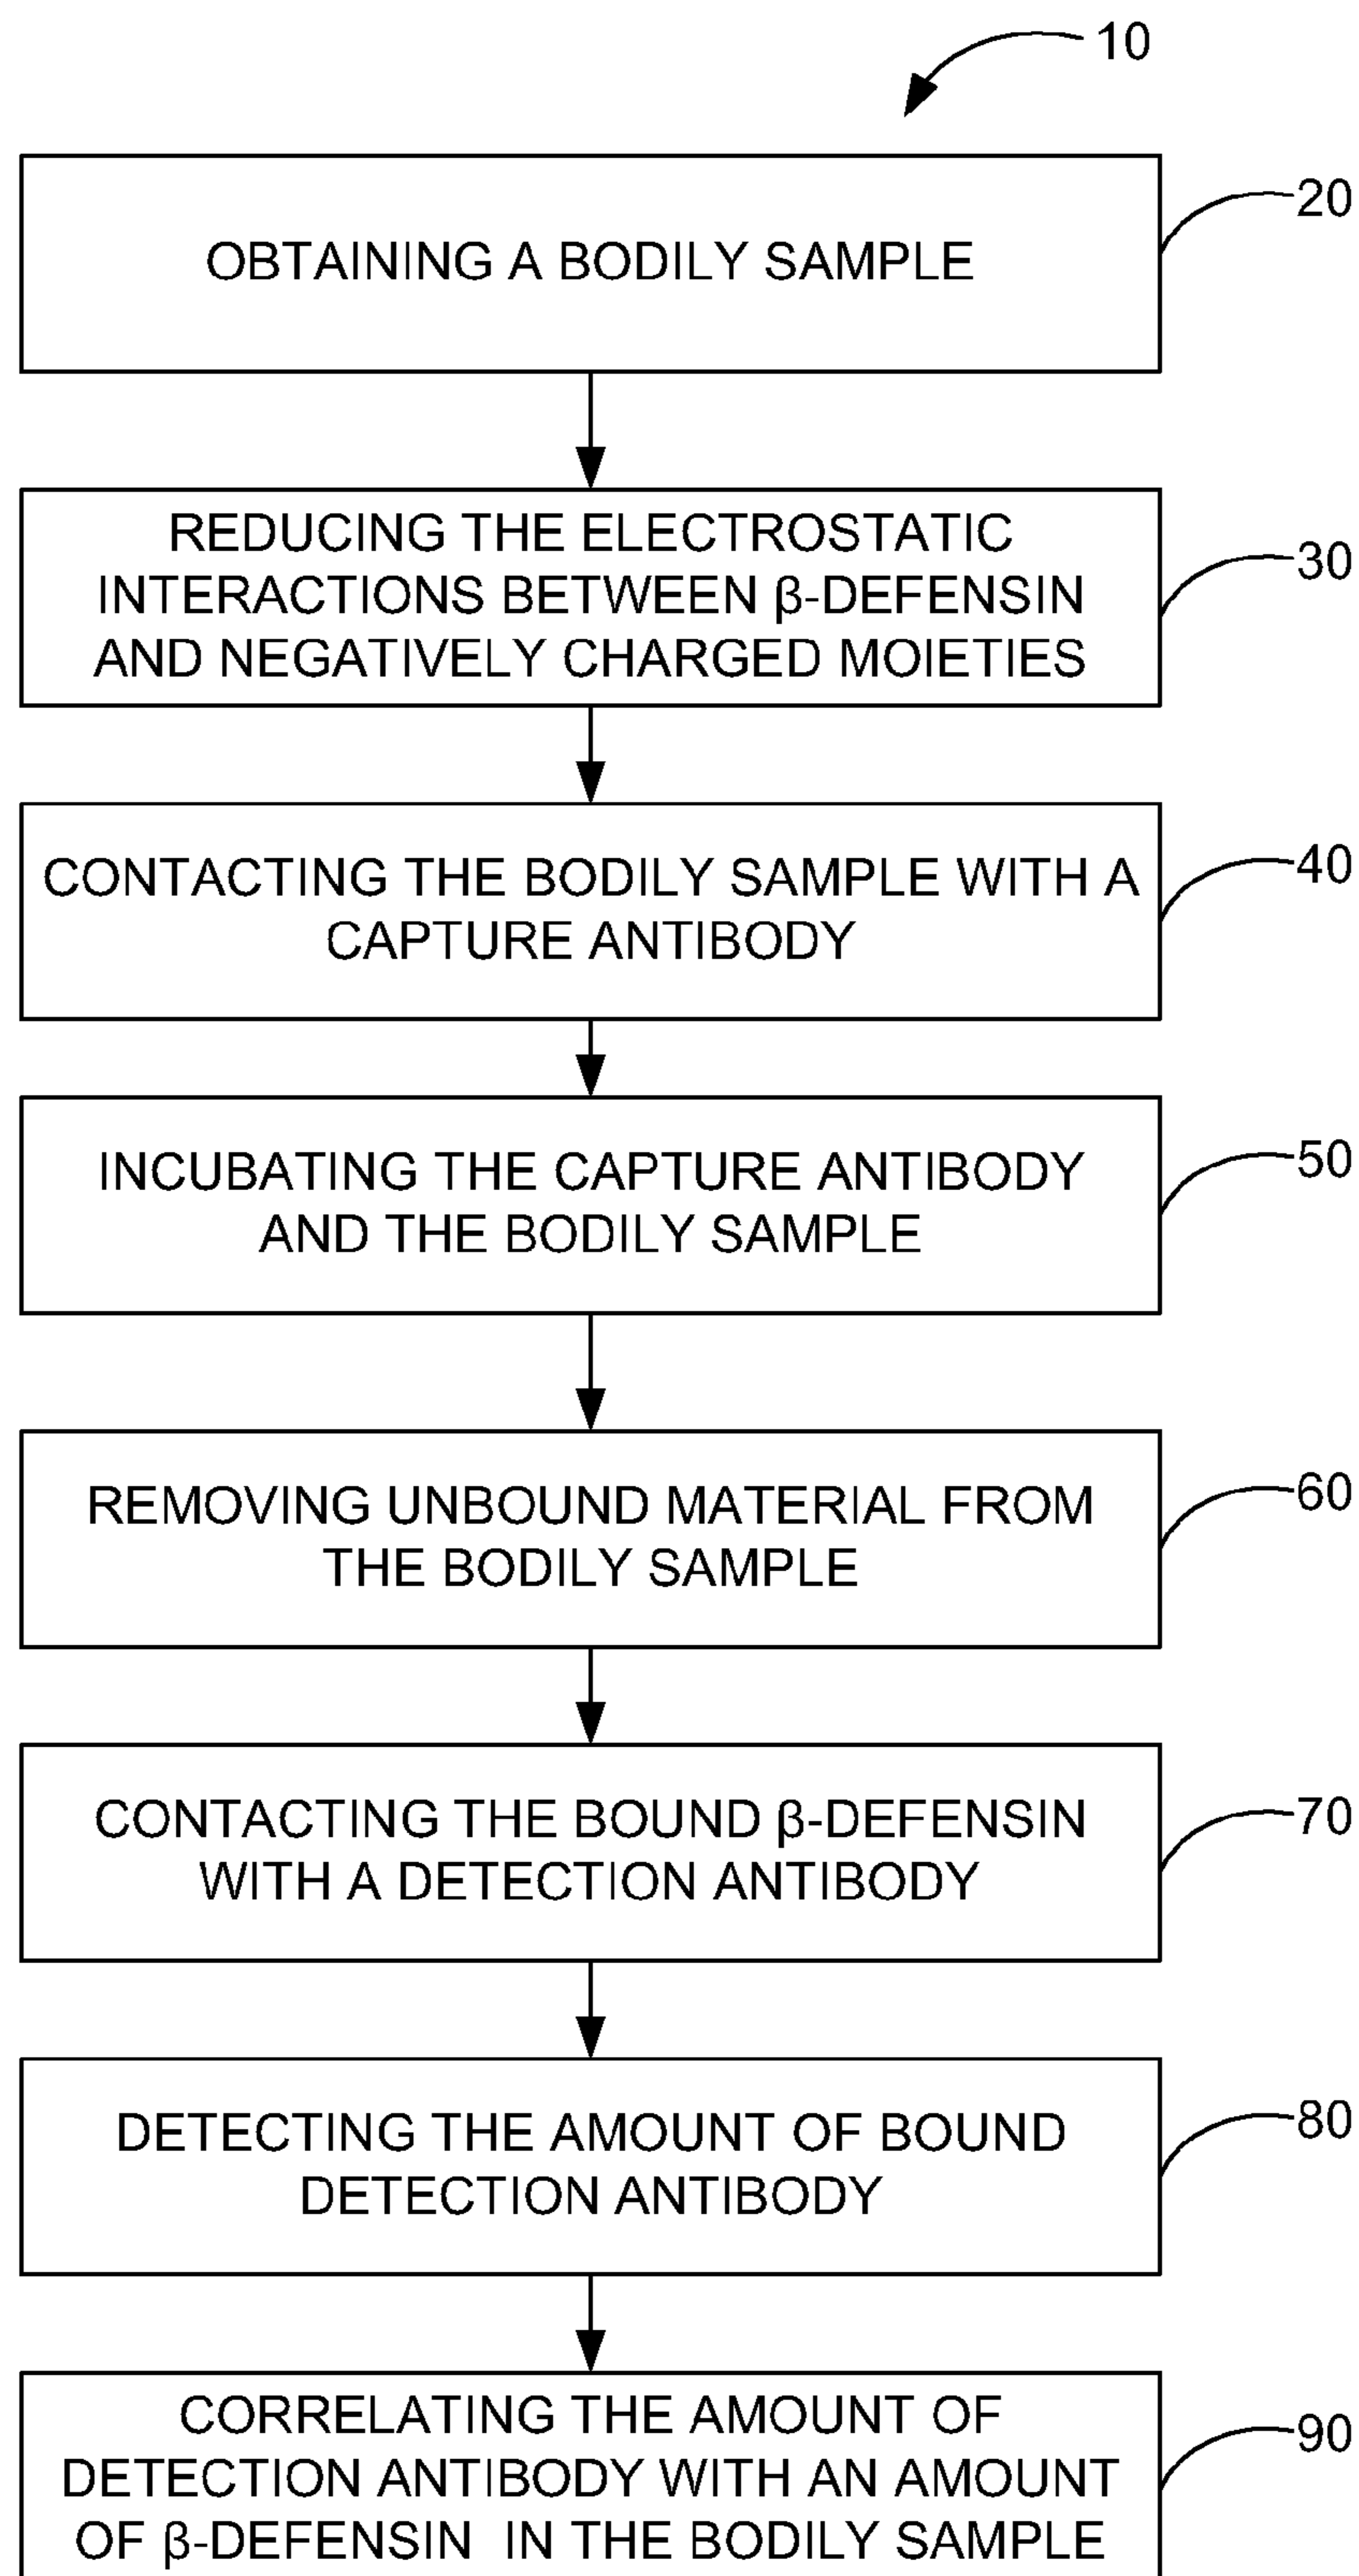 10
OBTAINING A BODILY SAMPLE
20
REDUCING THE ELECTROSTATIC
INTERACTIONS BETWEEN β-DEFENSIN
AND NEGATIVELY CHARGED MOIETIES
30
CONTACTING THE BODILY SAMPLE WITH A
CAPTURE ANTIBODY
40
INCUBATING THE CAPTURE ANTIBODY
AND THE BODILY SAMPLE
50
REMOVING UNBOUND MATERIAL FROM
THE BODILY SAMPLE
60
CONTACTING THE BOUND β-DEFENSIN
WITH A DETECTION ANTIBODY
70
DETECTING THE AMOUNT OF BOUND
DETECTION ANTIBODY
80
CORRELATING THE AMOUNT OF
DETECTION ANTIBODY WITH AN AMOUNT
OF β-DEFENSIN IN THE BODILY SAMPLE
90